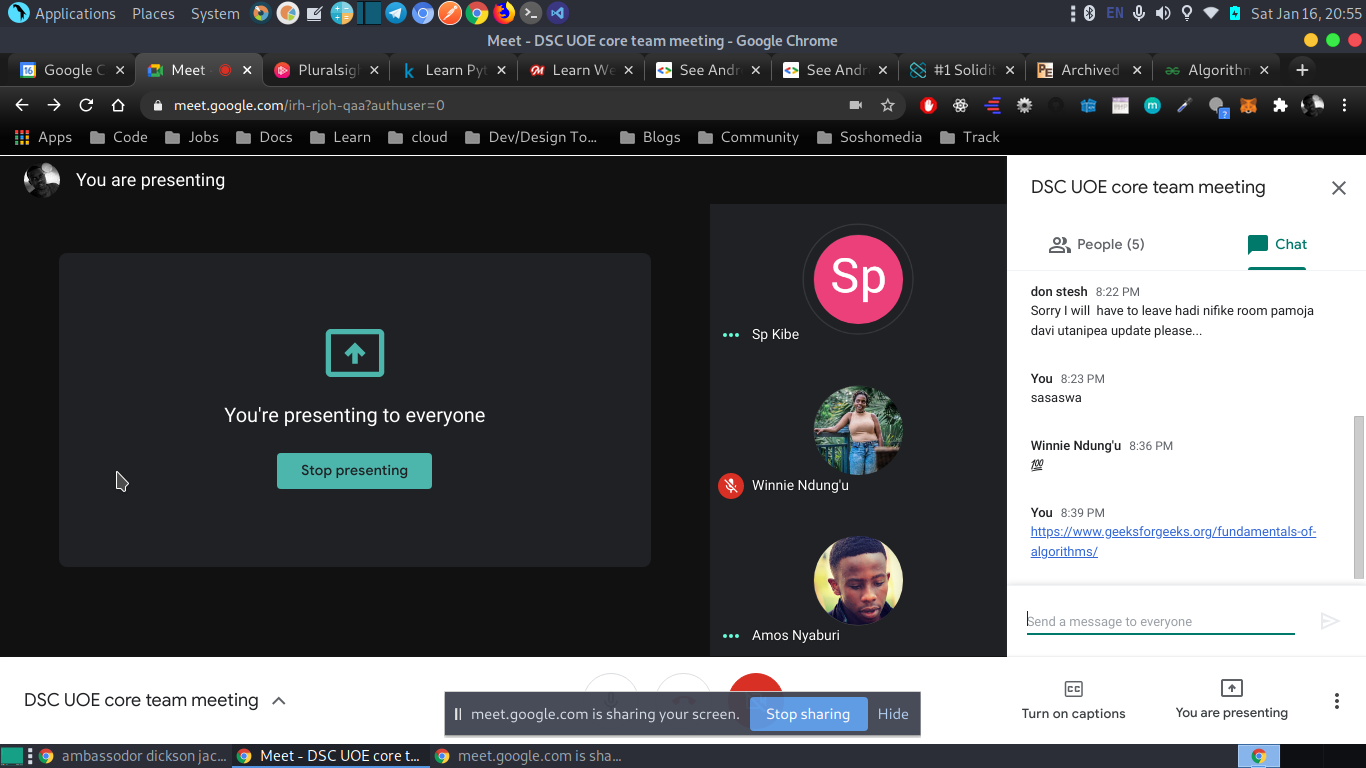 Applications Places System
EN Sat Jan 16, 20:55
Meet - DSC UOE core team meeting - Google Chrome
Google C
Meet
Pluralsig
Learn Pyt
Learn We
See Andr
See Andr
#1 Solidit
Archived
Algorithm
meet.google.com/irh-rjoh-qaa?authuser=0
Apps Code Jobs Docs Learn cloud Dev/Design To... Blogs Community Soshomedia Track
You are presenting
You're presenting to everyone
Stop presenting
Sp
Sp Kibe
Winnie Ndung'u
Amos Nyaburi
DSC UOE core team meeting
People (5)
Chat
don stesh 8:22 PM
Sorry I will have to leave hadi nifike room pamoja
davi utanipea update please...
You 8:23 PM
sasaswa
Winnie Ndung'u 8:36 PM
💯
You 8:39 PM
https://www.geeksforgeeks.org/fundamentals-of-
algorithms/
Send a message to everyone
DSC UOE core team meeting
meet.google.com is sharing your screen.
Stop sharing
Hide
Turn on captions
You are presenting
ambassodor dickson jac...
Meet - DSC UOE core t...
meet.google.com is sha...